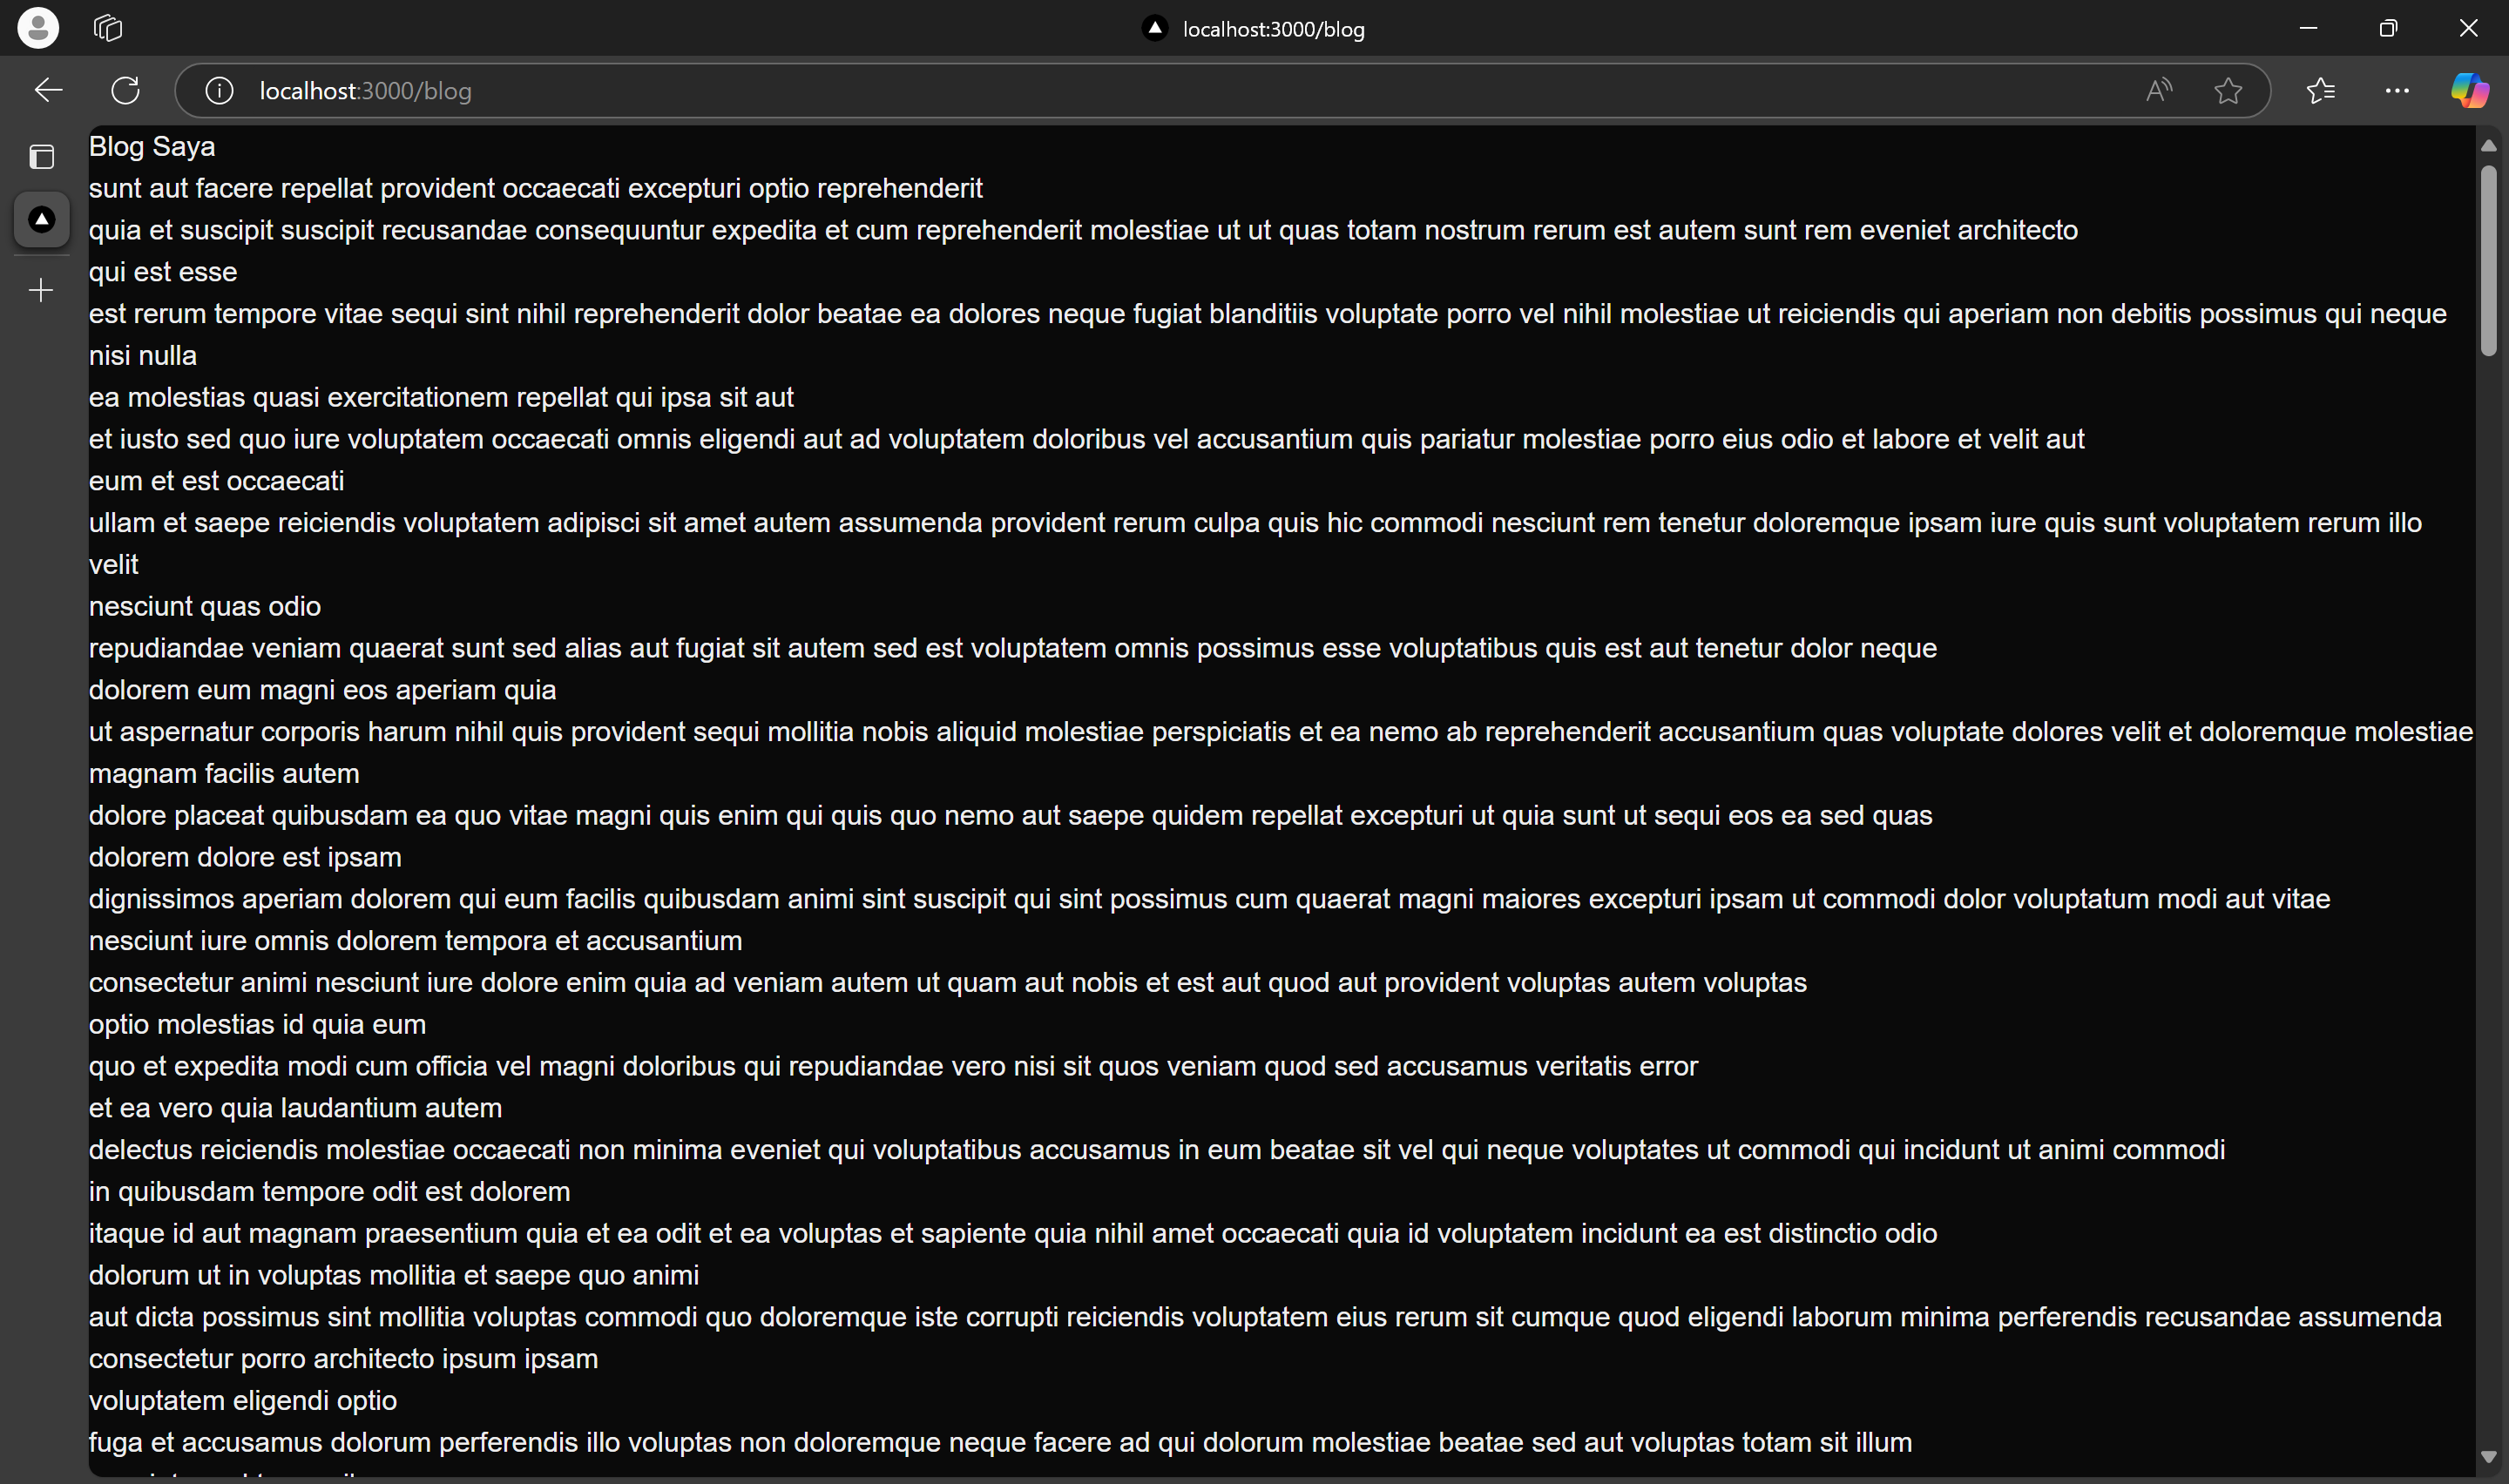 localhost:3000/blog
localhost:3000/blog
Blog Saya
sunt aut facere repellat provident occaecati excepturi optio reprehenderit
quia et suscipit suscipit recusandae consequuntur expedita et cum reprehenderit molestiae ut ut quas totam nostrum rerum est autem sunt rem eveniet architecto
qui est esse
est rerum tempore vitae sequi sint nihil reprehenderit dolor beatae ea dolores neque fugiat blanditiis voluptate porro vel nihil molestiae ut reiciendis qui aperiam non debitis possimus qui neque
nisi nulla
ea molestias quasi exercitationem repellat qui ipsa sit aut
et iusto sed quo iure voluptatem occaecati omnis eligendi aut ad voluptatem doloribus vel accusantium quis pariatur molestiae porro eius odio et labore et velit aut
eum et est occaecati
ullam et saepe reiciendis voluptatem adipisci sit amet autem assumenda provident rerum culpa quis hic commodi nesciunt rem tenetur doloremque ipsam iure quis sunt voluptatem rerum illo
velit
nesciunt quas odio
repudiandae veniam quaerat sunt sed alias aut fugiat sit autem sed est voluptatem omnis possimus esse voluptatibus quis est aut tenetur dolor neque
dolorem eum magni eos aperiam quia
ut aspernatur corporis harum nihil quis provident sequi mollitia nobis aliquid molestiae perspiciatis et ea nemo ab reprehenderit accusantium quas voluptate dolores velit et doloremque molestiae
magnam facilis autem
dolore placeat quibusdam ea quo vitae magni quis enim qui quis quo nemo aut saepe quidem repellat excepturi ut quia sunt ut sequi eos ea sed quas
dolorem dolore est ipsam
dignissimos aperiam dolorem qui eum facilis quibusdam animi sint suscipit qui sint possimus cum quaerat magni maiores excepturi ipsam ut commodi dolor voluptatum modi aut vitae
nesciunt iure omnis dolorem tempora et accusantium
consectetur animi nesciunt iure dolore enim quia ad veniam autem ut quam aut nobis et est aut quod aut provident voluptas autem voluptas
optio molestias id quia eum
quo et expedita modi cum officia vel magni doloribus qui repudiandae vero nisi sit quos veniam quod sed accusamus veritatis error
et ea vero quia laudantium autem
delectus reiciendis molestiae occaecati non minima eveniet qui voluptatibus accusamus in eum beatae sit vel qui neque voluptates ut commodi qui incidunt ut animi commodi
in quibusdam tempore odit est dolorem
itaque id aut magnam praesentium quia et ea odit et ea voluptas et sapiente quia nihil amet occaecati quia id voluptatem incidunt ea est distinctio odio
dolorum ut in voluptas mollitia et saepe quo animi
aut dicta possimus sint mollitia voluptas commodi quo doloremque iste corrupti reiciendis voluptatem eius rerum sit cumque quod eligendi laborum minima perferendis recusandae assumenda
consectetur porro architecto ipsum ipsam
voluptatem eligendi optio
fuga et accusamus dolorum perferendis illo voluptas non doloremque neque facere ad qui dolorum molestiae beatae sed aut voluptas totam sit illum